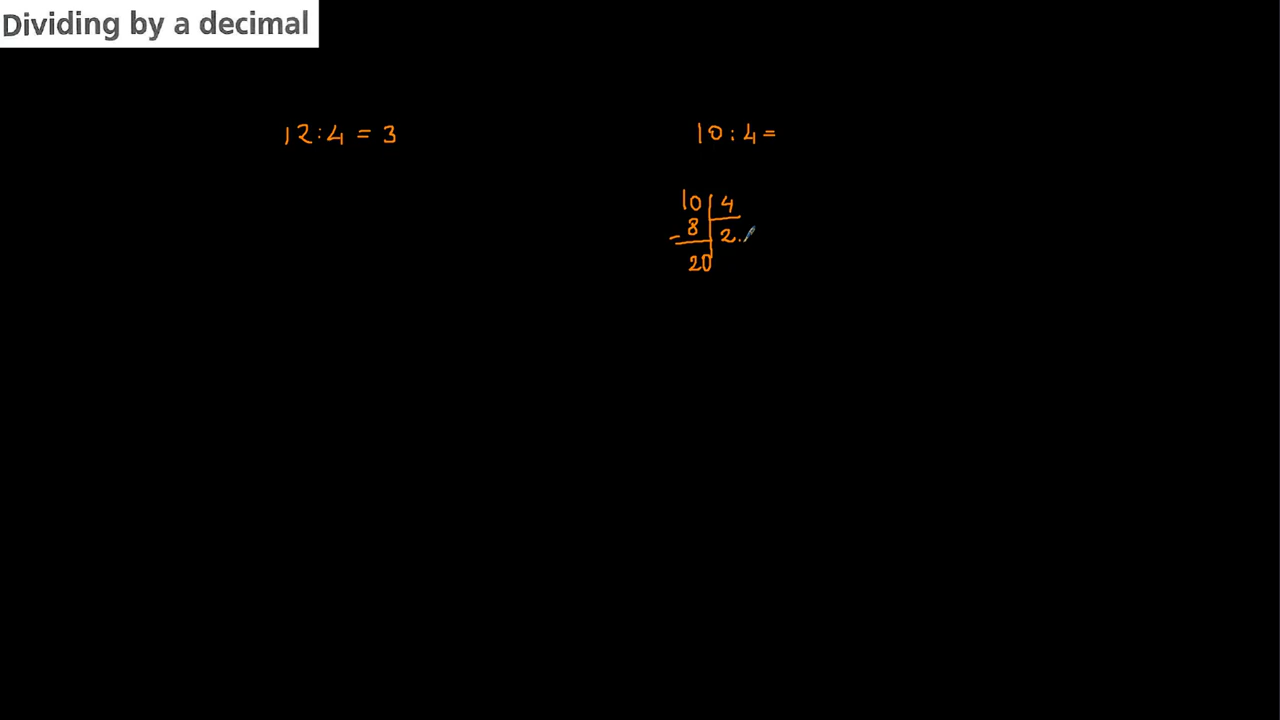 Dividing by a decimal
12:4 = 3
10:4=
10 4
- 8 2.
20